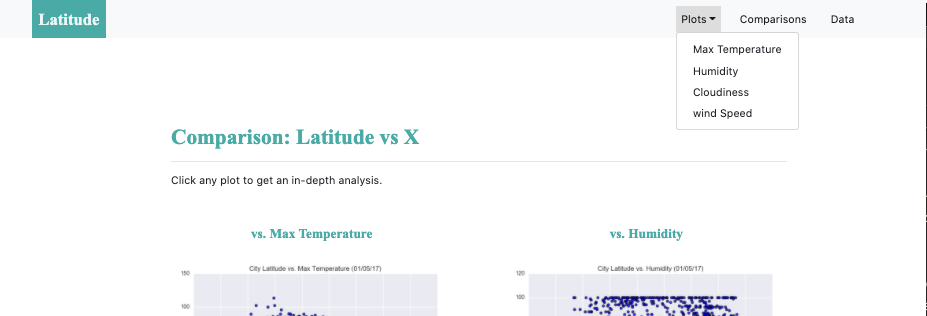 Latitude
Plots Comparisons Data
Max Temperature
Humidity
Cloudiness
wind Speed
Comparison: Latitude vs X
Click any plot to get an in-depth analysis.
vs. Max Temperature
vs. Humidity
City Latitude vs. Max Temperature (01/05/17)
150
100
City Latitude vs. Humidity (01/05/17)
120
100